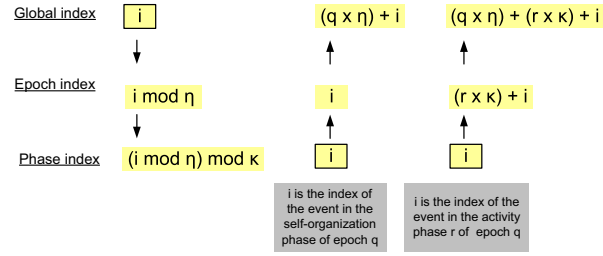 Global index
i
(q x η) + i
(q x η) + (r x κ) + i
Epoch index
i mod η
i
(r x κ) + i
Phase index
(i mod η) mod κ
i
i
i is the index of
the event in the
self-organization
phase of epoch q
i is the index of the
event in the activity
phase r of epoch q